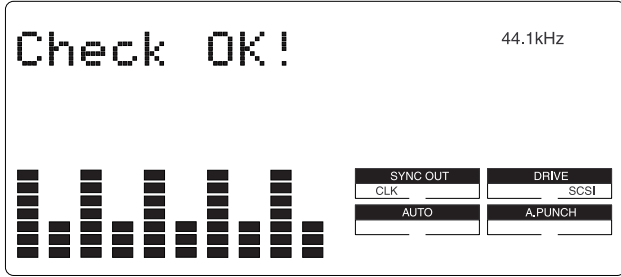 Check OK!
44.1kHz
SYNC OUT
DRIVE
CLK
SCSI
AUTO
A.PUNCH